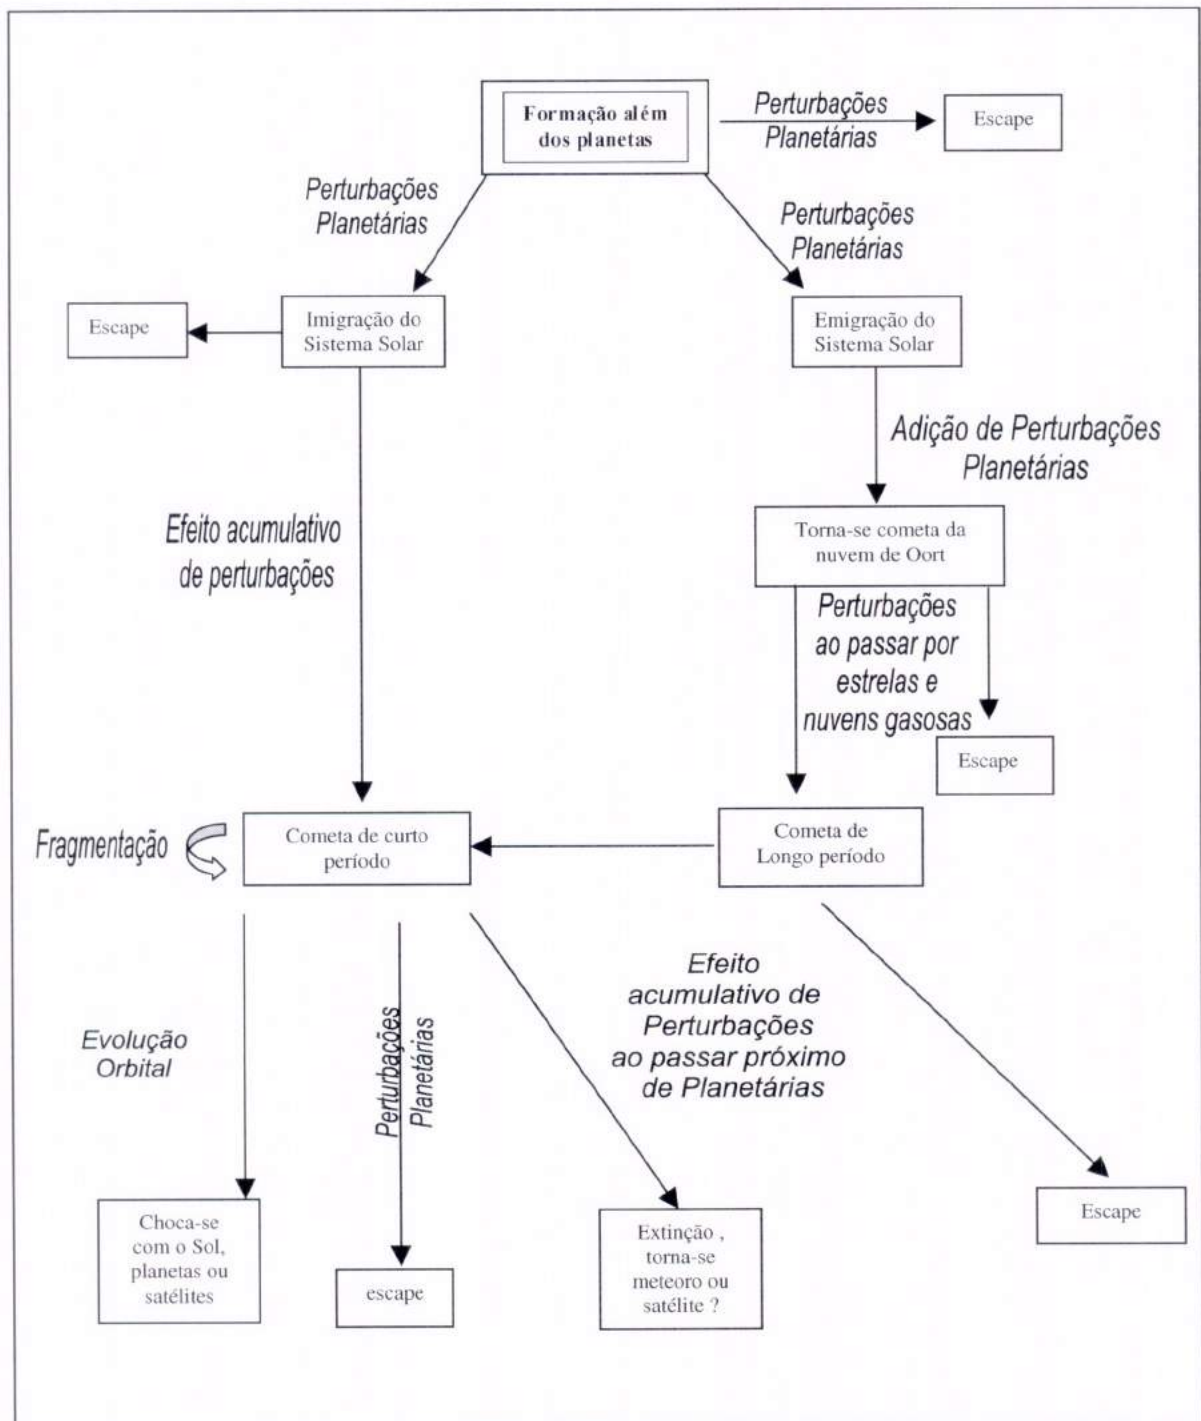 Formação além
dos planetas
Perturbações
Planetárias
Escape
Perturbações
Planetárias
Perturbações
Planetárias
Escape
Imigração do
Sistema Solar
Emigração do
Sistema Solar
Adição de Perturbações
Planetárias
Efeito acumulativo
de perturbações
Torna-se cometa da
nuvem de Oort
Perturbações
ao passar por
estrelas e
nuvens gasosas
Escape
Fragmentação
Cometa de curto
período
Cometa de
Longo período
Evolução
Orbital
Perturbações
Planetárias
Efeito
acumulativo de
Perturbações
ao passar próximo
de Planetárias
Choca-se
com o Sol,
planetas ou
satélites
escape
Extinção ,
torna-se
meteoro ou
satélite ?
Escape